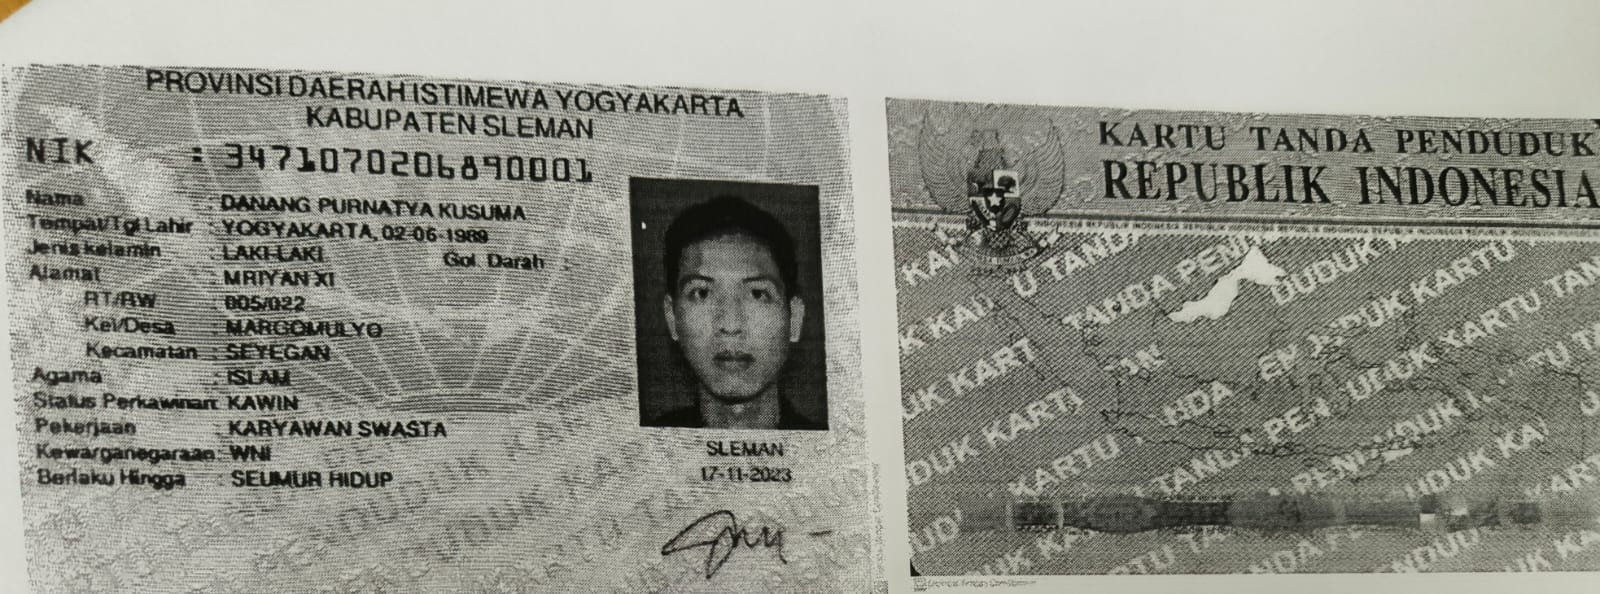 PROVINSI DAERAH ISTIMEWA YOGYAKARTA
KABUPATEN SLEMAN
NIK : 3471070206890001
Nama : DANANG PURNATYA KUSUMA
Tempat/Tgl Lahir : YOGYAKARTA, 02-06-1989
Jenis kelamin : LAKI-LAKI Gol. Darah :
Alamat : MRIYAN XI
RT/RW : 005/022
Kel/Desa : MARGOMULYO
Kecamatan : SEYEGAN
Agama : ISLAM
Status Perkawinan: KAWIN
Pekerjaan : KARYAWAN SWASTA
Kewarganegaraan: WNI
Berlaku Hingga : SEUMUR HIDUP
SLEMAN
17-11-2023
KARTU TANDA PENDUDUK
REPUBLIK INDONESIA